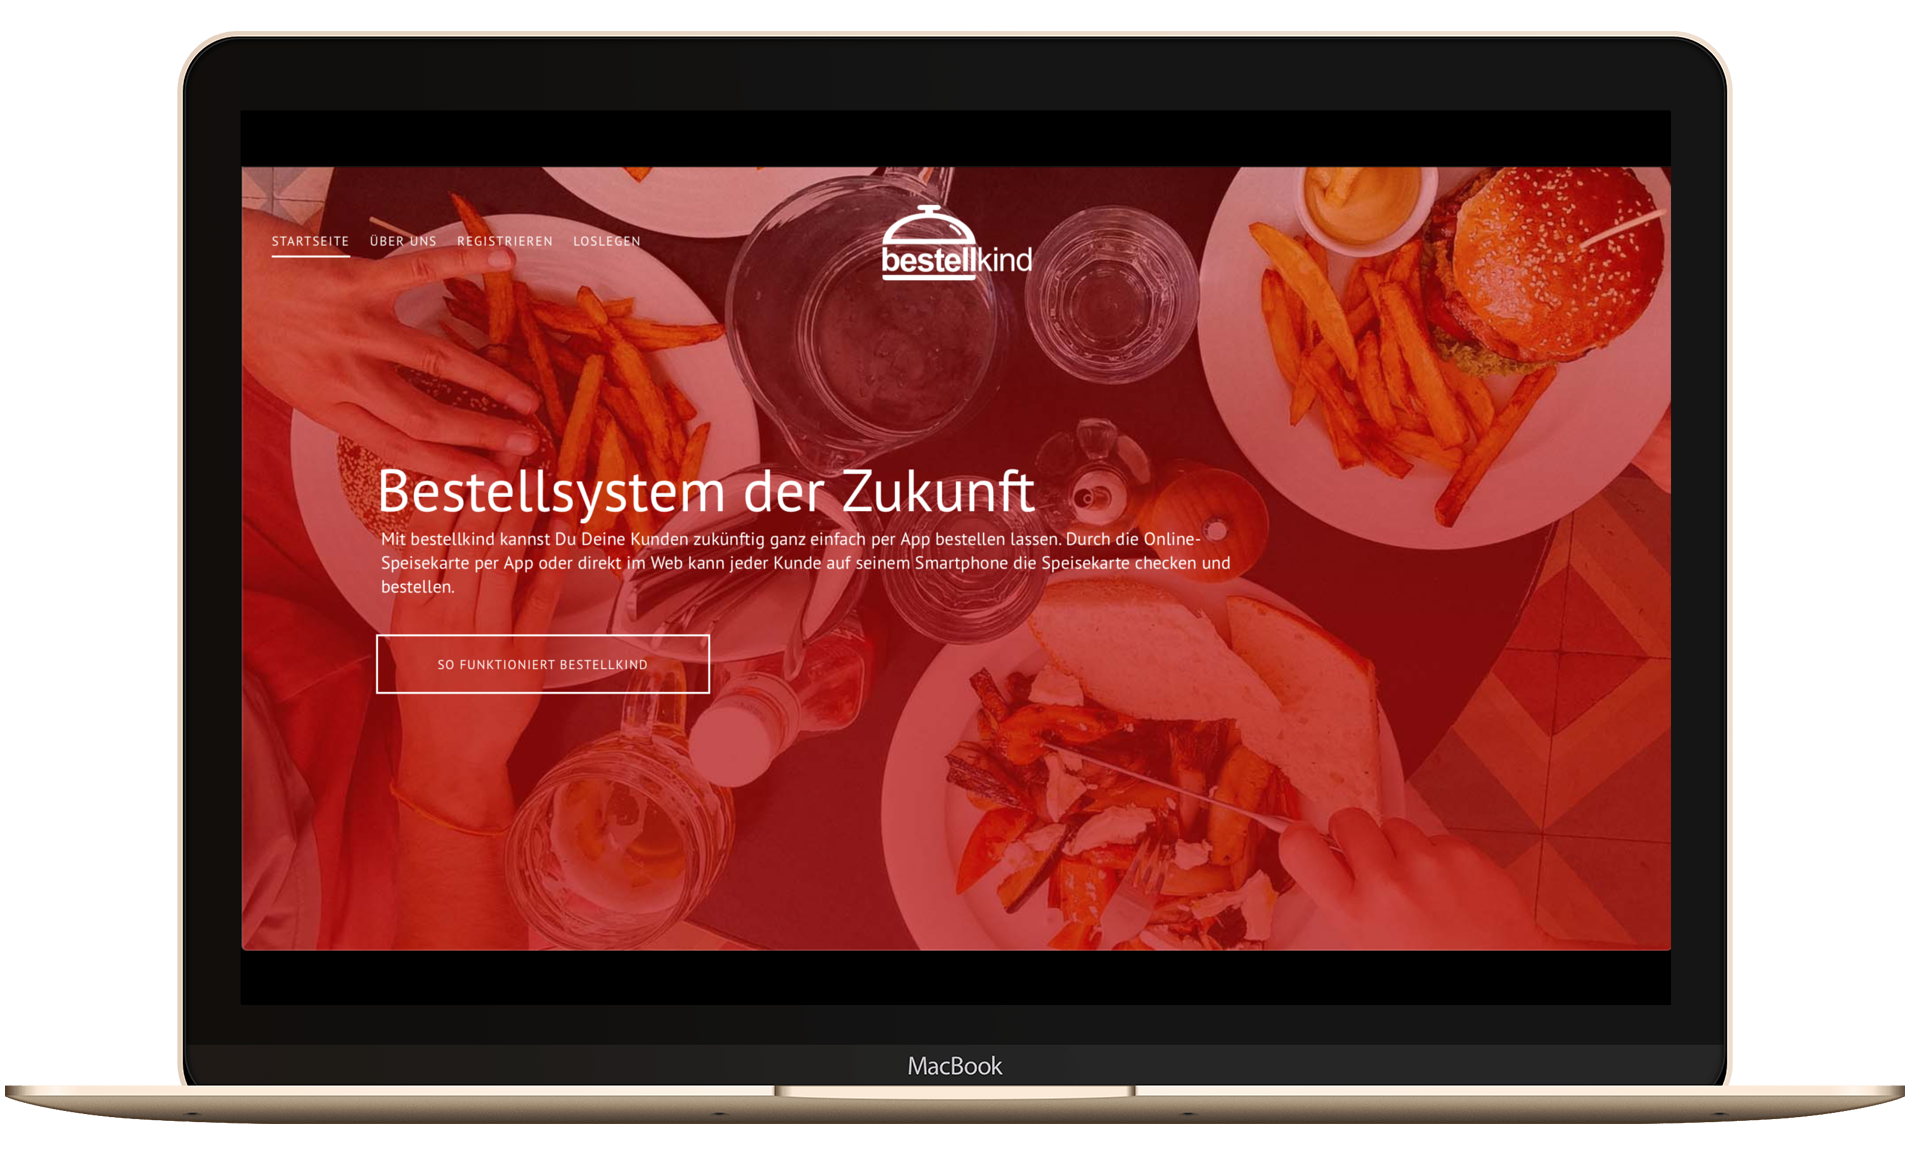 STARTSEITE ÜBER UNS REGISTRIEREN LOSLEGEN
bestellkind
Bestellsystem der Zukunft
Mit bestellkind kannst Du Deine Kunden zukünftig ganz einfach per App bestellen lassen. Durch die Online-
Speisekarte per App oder direkt im Web kann jeder Kunde auf seinem Smartphone die Speisekarte checken und
bestellen.
SO FUNKTIONIERT BESTELLKIND
MacBook